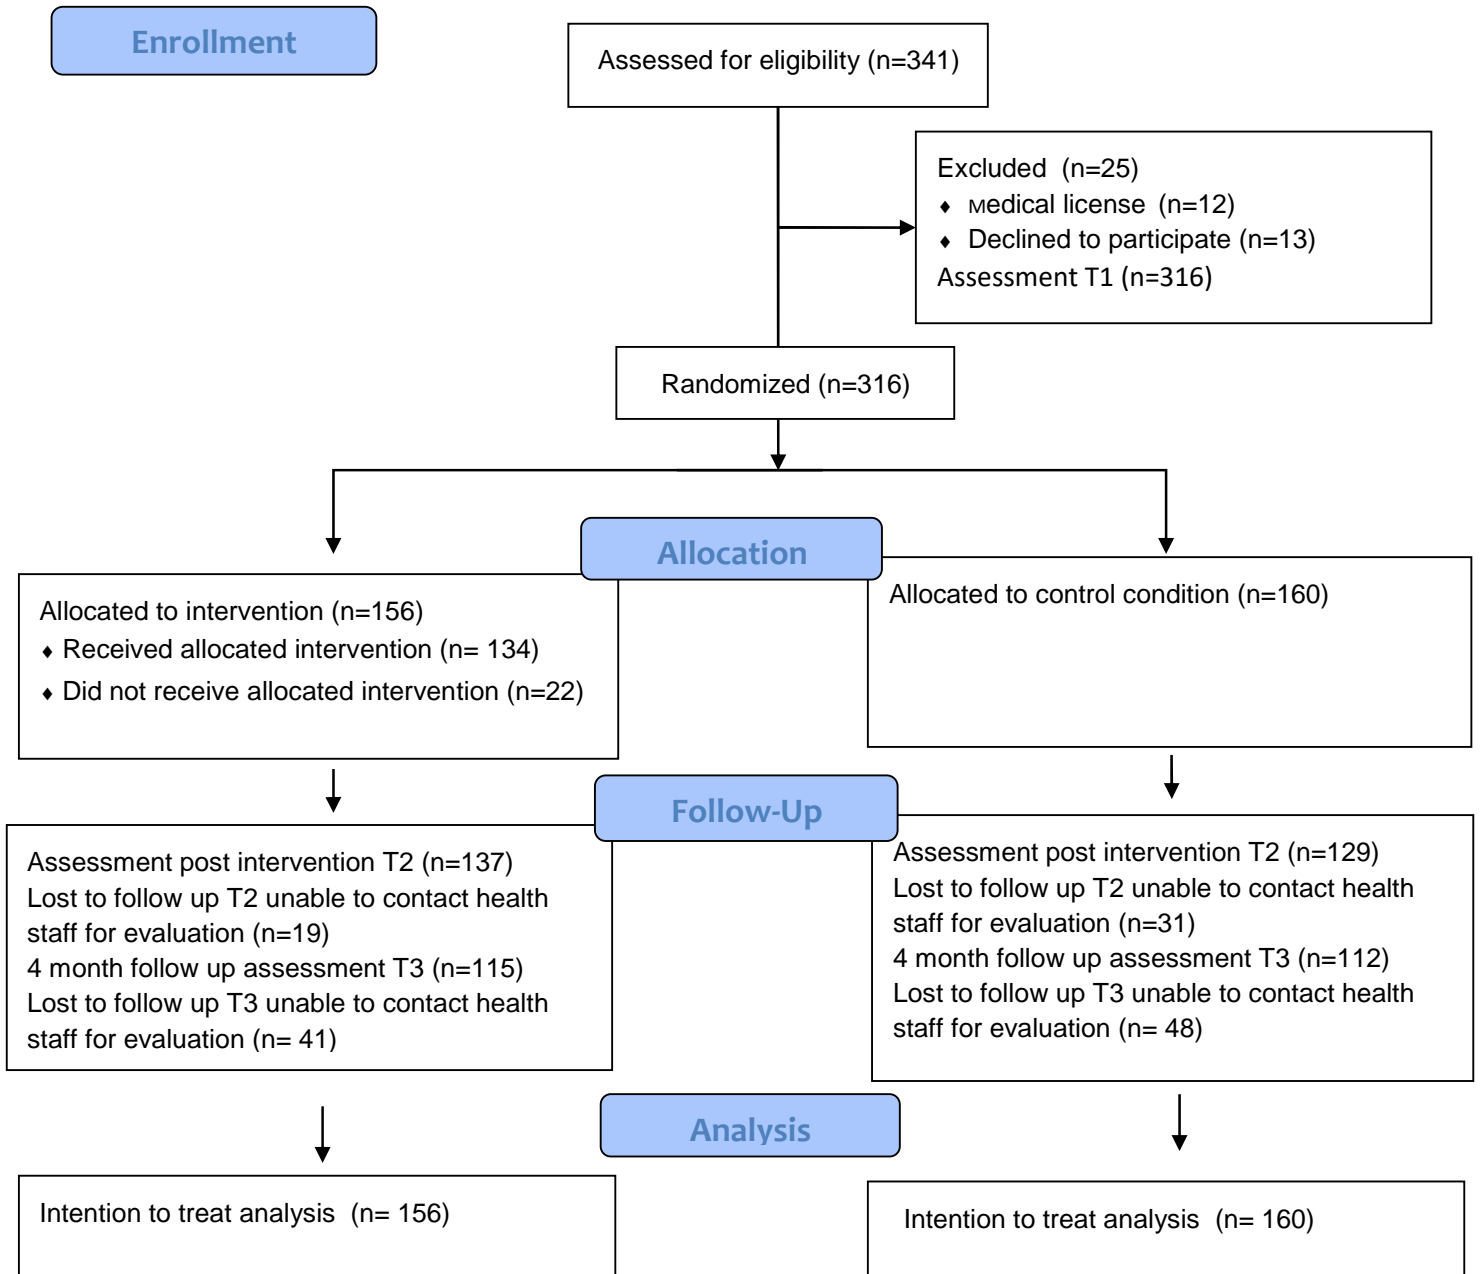 Enrollment
Assessed for eligibility (n=341)
Excluded (n=25)
♦ Medical license (n=12)
♦ Declined to participate (n=13)
Assessment T1 (n=316)
Randomized (n=316)
Allocation
Allocated to intervention (n=156)
♦ Received allocated intervention (n= 134)
♦ Did not receive allocated intervention (n=22)
Allocated to control condition (n=160)
Follow-Up
Assessment post intervention T2 (n=137)
Lost to follow up T2 unable to contact health
staff for evaluation (n=19)
4 month follow up assessment T3 (n=115)
Lost to follow up T3 unable to contact health
staff for evaluation (n= 41)
Assessment post intervention T2 (n=129)
Lost to follow up T2 unable to contact health
staff for evaluation (n=31)
4 month follow up assessment T3 (n=112)
Lost to follow up T3 unable to contact health
staff for evaluation (n= 48)
Analysis
Intention to treat analysis (n= 156)
Intention to treat analysis (n= 160)